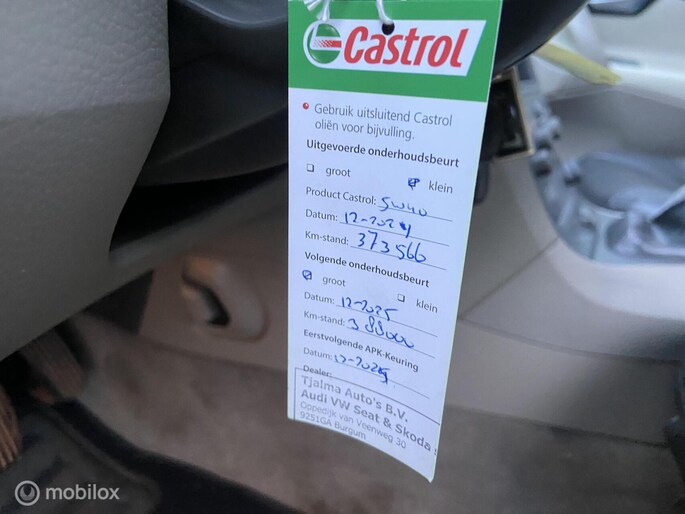 Castrol
Gebruik uitsluitend Castrol
oliën voor bijvulling.
Uitgevoerde onderhoudsbeurt
groot klein
Product Castrol: 5W40
Datum: 12-2024
Km-stand: 373566
Volgende onderhoudsbeurt
groot klein
Datum: 12-2025
Km-stand: 388000
Eerstvolgende APK-Keuring
Datum: 12-2025
Dealer:
Tjalma Auto's B.V.
Audi VW Seat & Skoda
Oppedijk van Veenweg 30
9251GA Burgum
mobilox